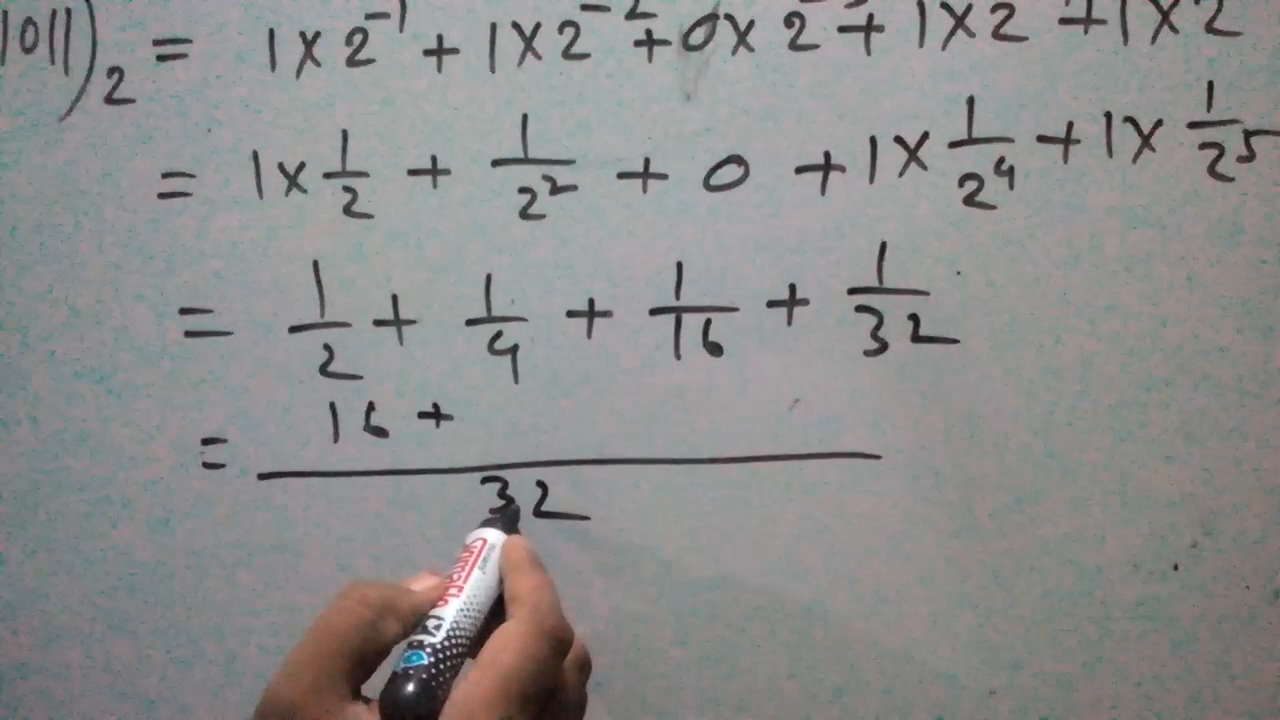 1011)₂ = 1 × 2⁻¹ + 1 × 2⁻² + 0 × 2 + 1 × 2 + 1 × 2
= 1 × 1/2 + 1/2² + 0 + 1 × 1/2⁴ + 1 × 1/2⁵
= 1/2 + 1/4 + 1/16 + 1/32
= 16 + / 32